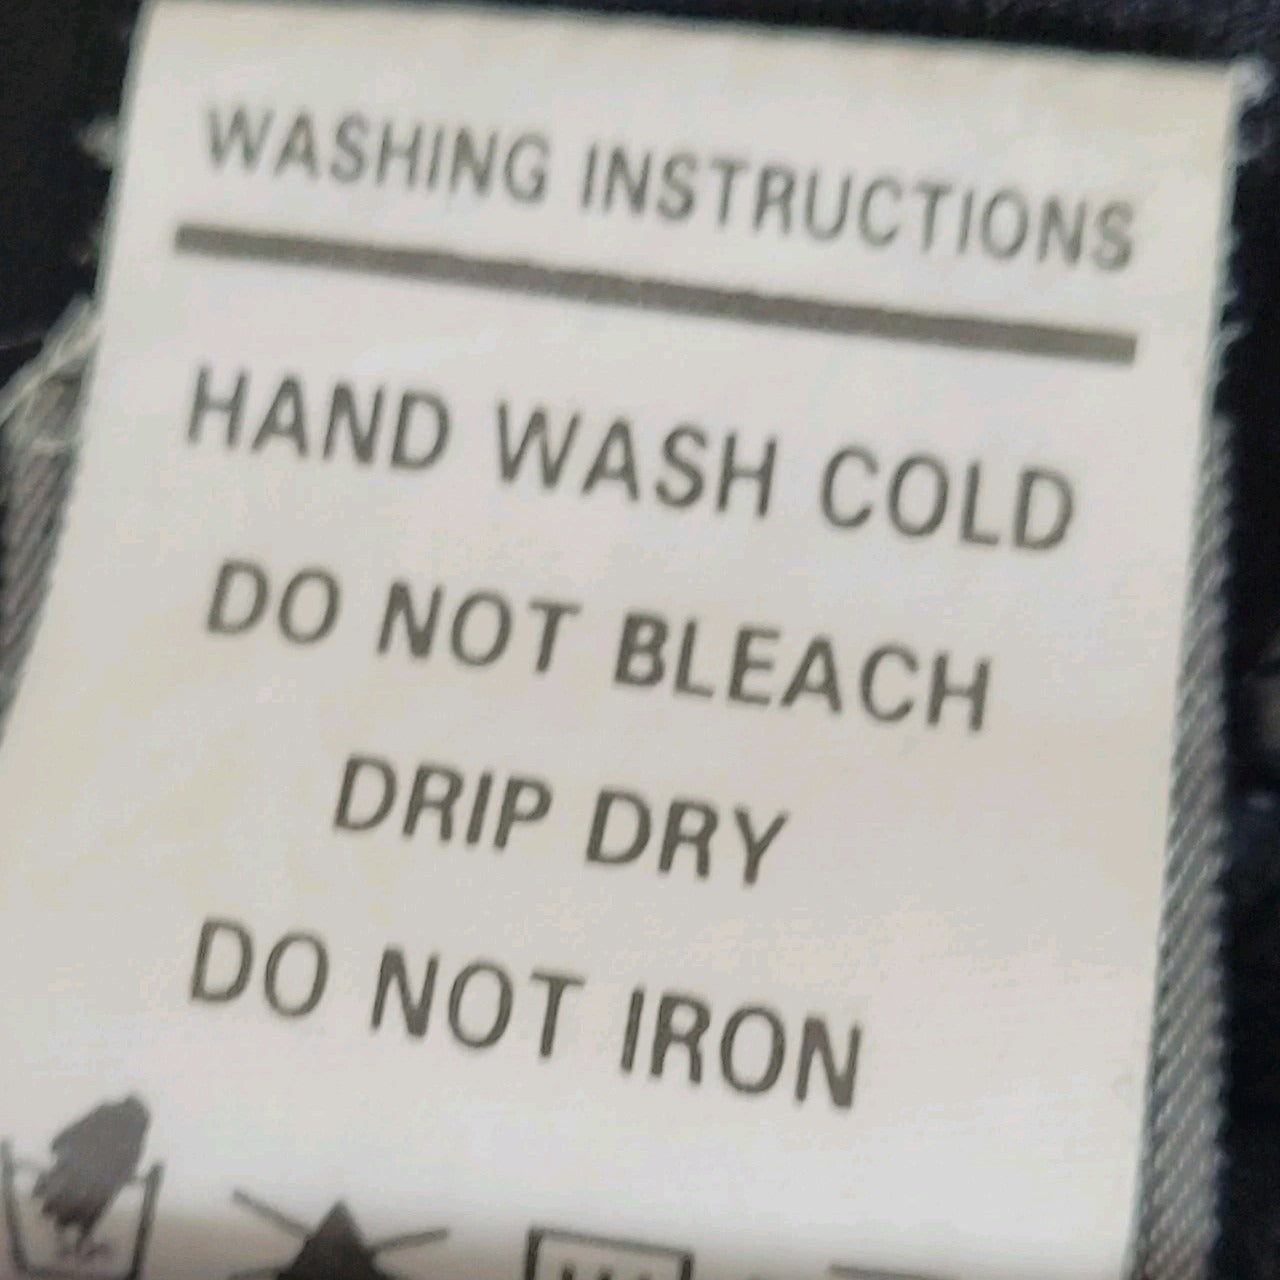 WASHING INSTRUCTIONS
HAND WASH COLD
DO NOT BLEACH
DRIP DRY
DO NOT IRON